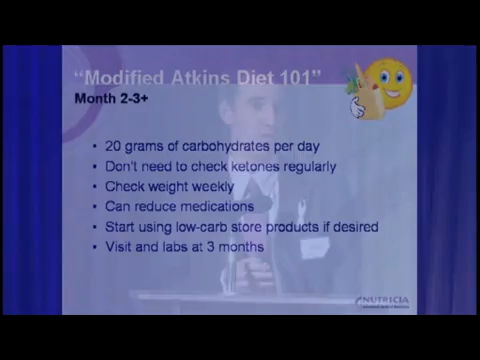 "Modified Atkins Diet 101"
Month 2-3+
• 20 grams of carbohydrates per day
• Don't need to check ketones regularly
• Check weight weekly
• Can reduce medications
• Start using low-carb store products if desired
• Visit and labs at 3 months
NUTRICIA